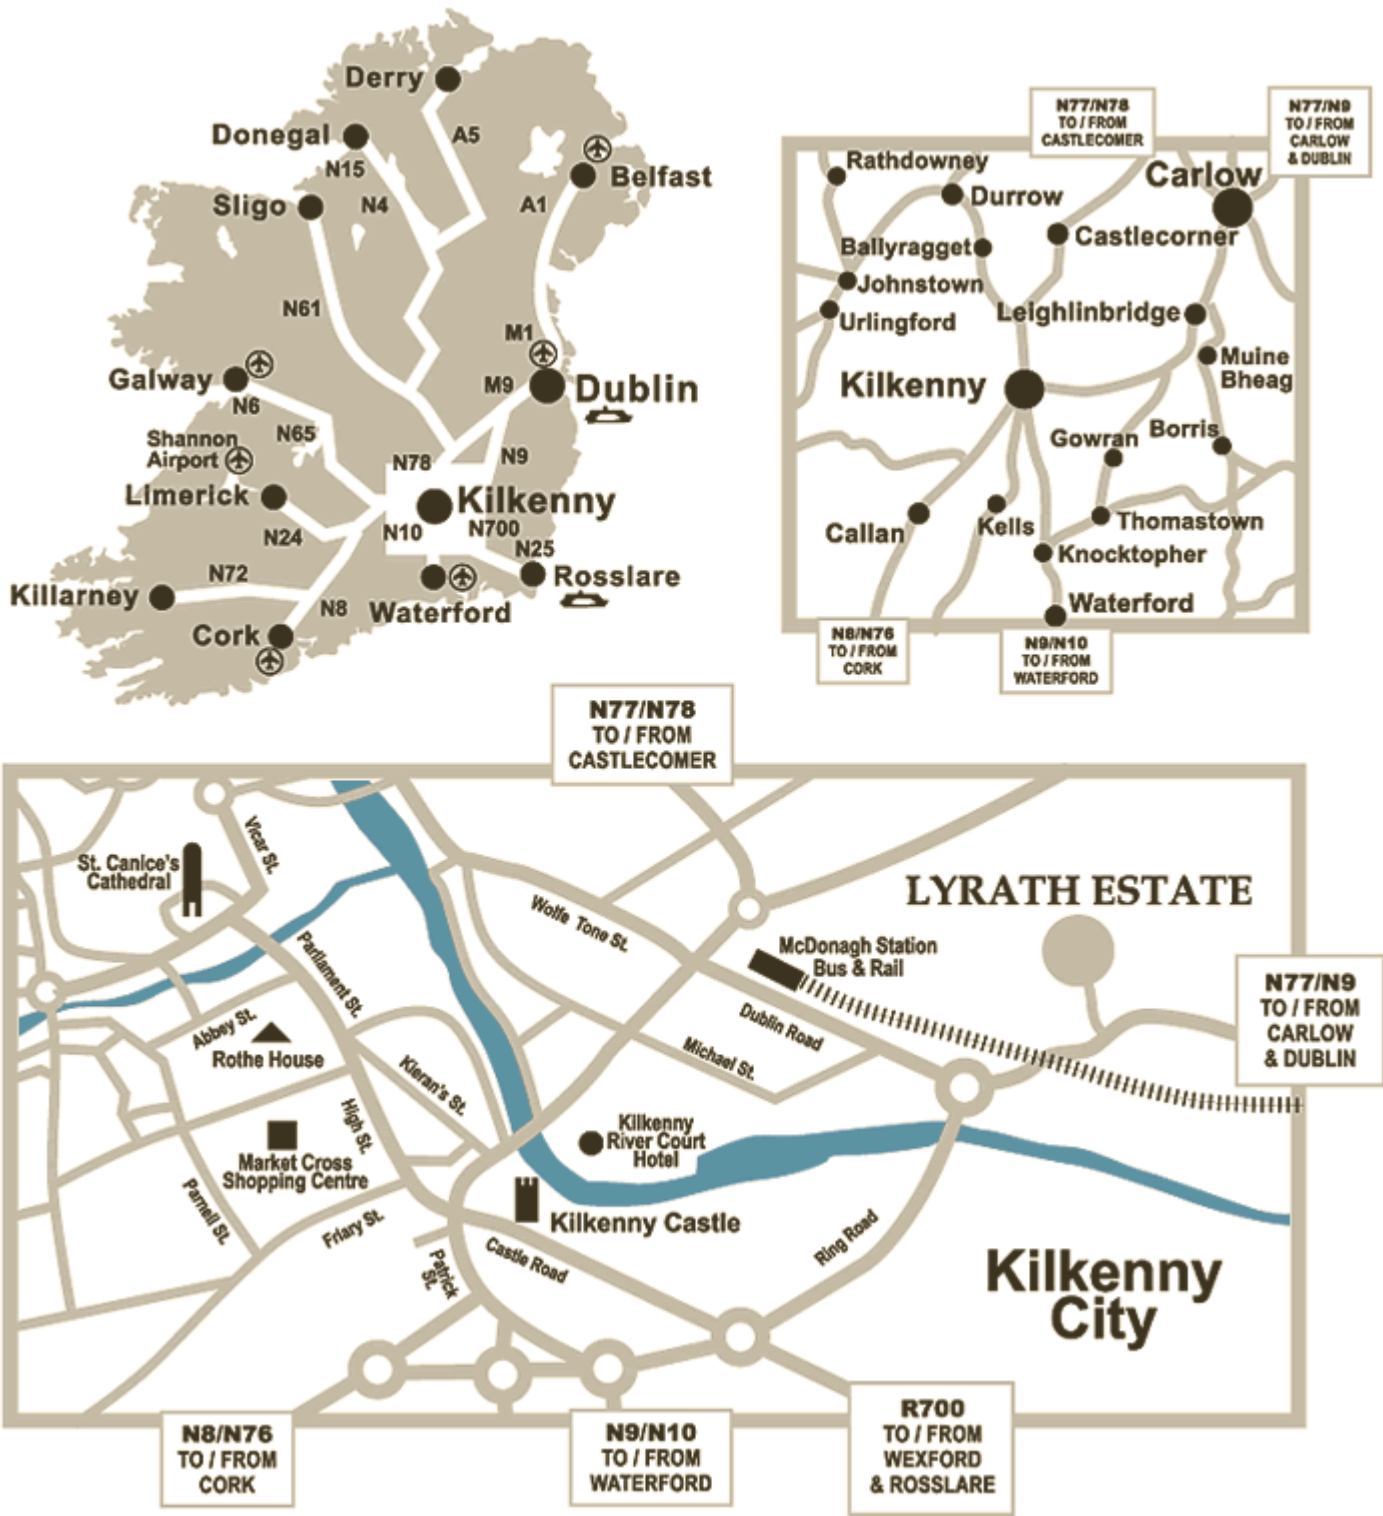 Derry
Donegal
A5
N15
Belfast
Sligo
N4
A1
N61
M1
Galway
M9
Dublin
N6
N65
Shannon
Airport
N78
N9
Limerick
Kilkenny
N24
N10
N700
N25
N72
Rosslare
Killarney
N8
Waterford
Cork
N77/N78
TO / FROM
CASTLECOMER
N77/N9
TO / FROM
CARLOW
& DUBLIN
Rathdowney
Carlow
Durrow
Castlecorner
Ballyragget
Johnstown
Leighlinbridge
Urlingford
Muine
Bheag
Kilkenny
Gowran
Borris
Callan
Kells
Thomastown
Knocktopher
Waterford
N8/N76
TO / FROM
CORK
N9/N10
TO / FROM
WATERFORD
N77/N78
TO / FROM
CASTLECOMER
Vicar St.
St. Canice's
Cathedral
LYRATH ESTATE
Wolfe Tone St.
McDonagh Station
Bus & Rail
Parliament St.
N77/N9
TO / FROM
CARLOW
& DUBLIN
Abbey St.
Rothe House
Dublin Road
Michael St.
Kieran's St.
High St.
Kilkenny
River Court
Hotel
Market Cross
Shopping Centre
Parnell St.
Friary St.
Kilkenny Castle
Castle Road
Patrick
St.
Ring Road
Kilkenny
City
N8/N76
TO / FROM
CORK
N9/N10
TO / FROM
WATERFORD
R700
TO / FROM
WEXFORD
& ROSSLARE